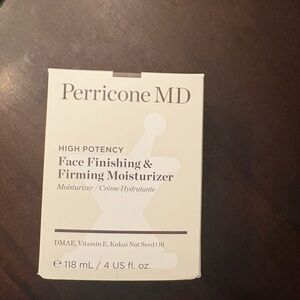 Perricone MD
HIGH POTENCY
Face Finishing &
Firming Moisturizer
Moisturizer / Crème Hydratante
DMAE, Vitamin E, Kukui Nut Seed Oil
℮ 118 mL / 4 US fl. oz.